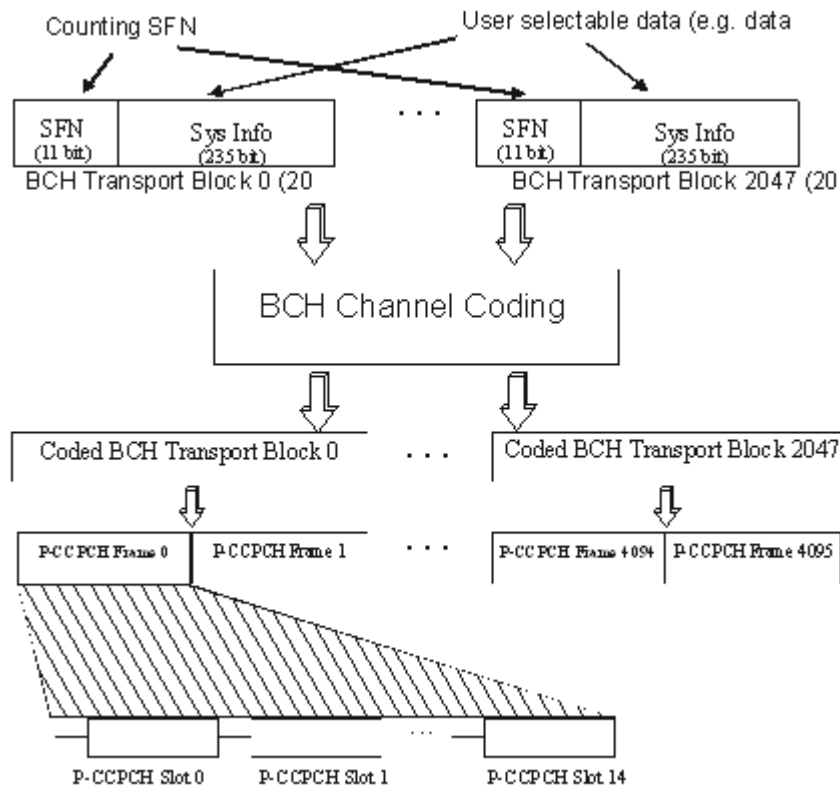 Counting SFN
User selectable data (e.g. data
SFN
(11 bit)
Sys Info
(235 bit)
. . .
SFN
(11 bit)
Sys Info
(235 bit)
BCH Transport Block 0 (20
BCH Transport Block 2047 (20
BCH Channel Coding
Coded BCH Transport Block 0
. . .
Coded BCH Transport Block 2047
P-CCPCH Frame 0
P-CCPCH Frame 1
. . .
P-CCPCH Frame 4094
P-CCPCH Frame 4095
...
P-CCPCH Slot 0
P-CCPCH Slot 1
P-CCPCH Slot 14